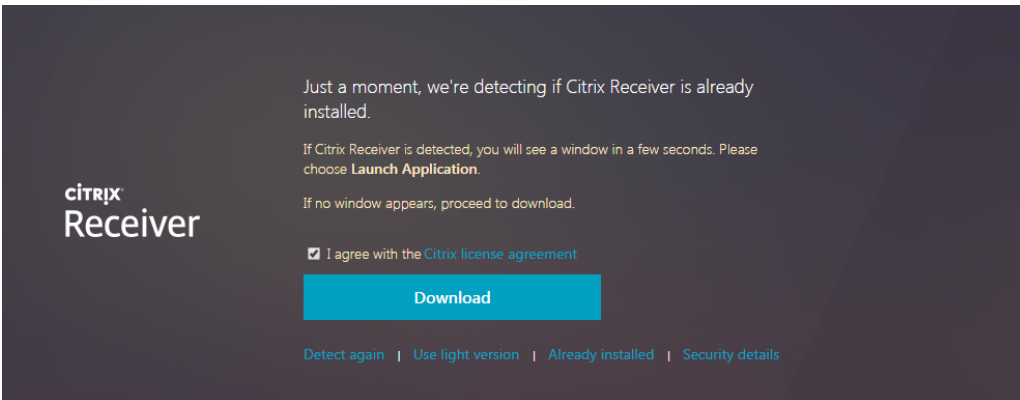 Just a moment, we're detecting if Citrix Receiver is already
installed.
If Citrix Receiver is detected, you will see a window in a few seconds. Please
choose Launch Application.
If no window appears, proceed to download.
CİTRIX
Receiver
I agree with the Citrix license agreement
Download
Detect again | Use light version | Already installed | Security details